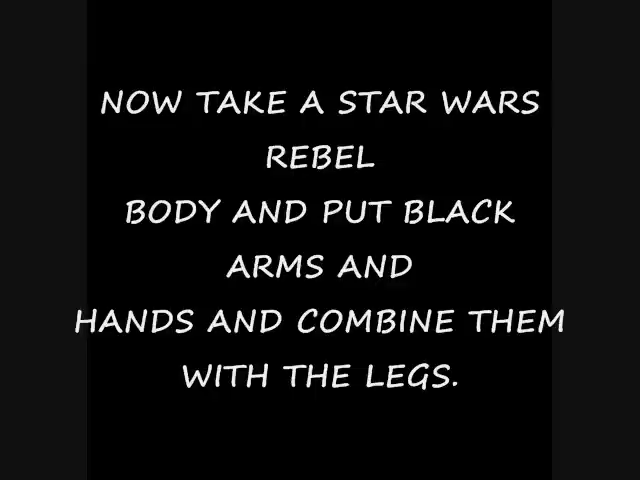 NOW TAKE A STAR WARS
REBEL
BODY AND PUT BLACK
ARMS AND
HANDS AND COMBINE THEM
WITH THE LEGS.